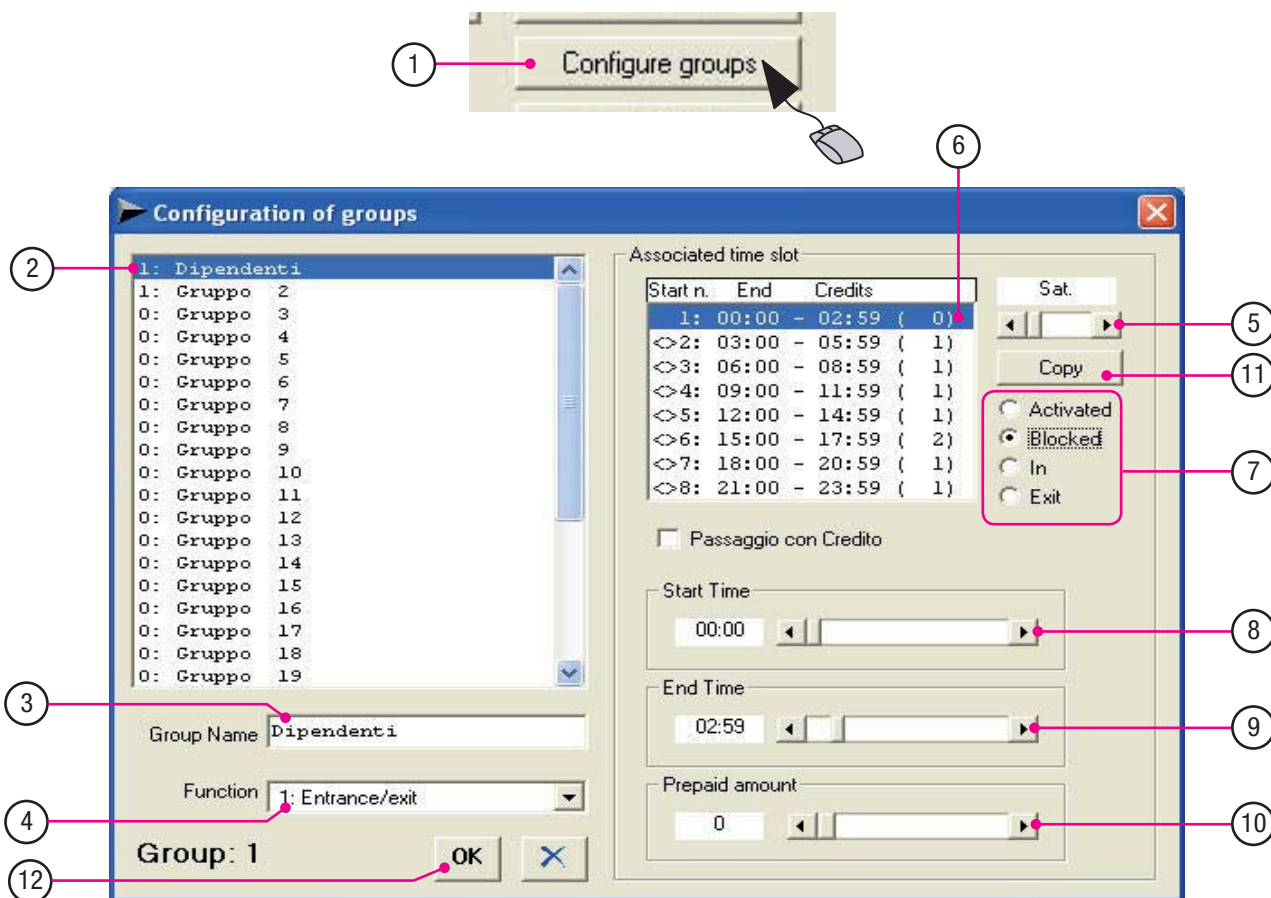 1
Configure groups
6
Configuration of groups
2
1: Dipendenti
1: Gruppo 2
0: Gruppo 3
0: Gruppo 4
0: Gruppo 5
0: Gruppo 6
0: Gruppo 7
0: Gruppo 8
0: Gruppo 9
0: Gruppo 10
0: Gruppo 11
0: Gruppo 12
0: Gruppo 13
0: Gruppo 14
0: Gruppo 15
0: Gruppo 16
0: Gruppo 17
0: Gruppo 18
0: Gruppo 19
3
Group Name Dipendenti
Function 1: Entrance/exit
4
Group: 1
OK
12
Associated time slot
Start n. End Credits
1: 00:00 - 02:59 ( 0)
<>2: 03:00 - 05:59 ( 1)
<>3: 06:00 - 08:59 ( 1)
<>4: 09:00 - 11:59 ( 1)
<>5: 12:00 - 14:59 ( 1)
<>6: 15:00 - 17:59 ( 2)
<>7: 18:00 - 20:59 ( 1)
<>8: 21:00 - 23:59 ( 1)
Sat.
5
Copy
11
Activated
Blocked
In
Exit
7
Passaggio con Credito
Start Time
00:00
8
End Time
02:59
9
Prepaid amount
0
10